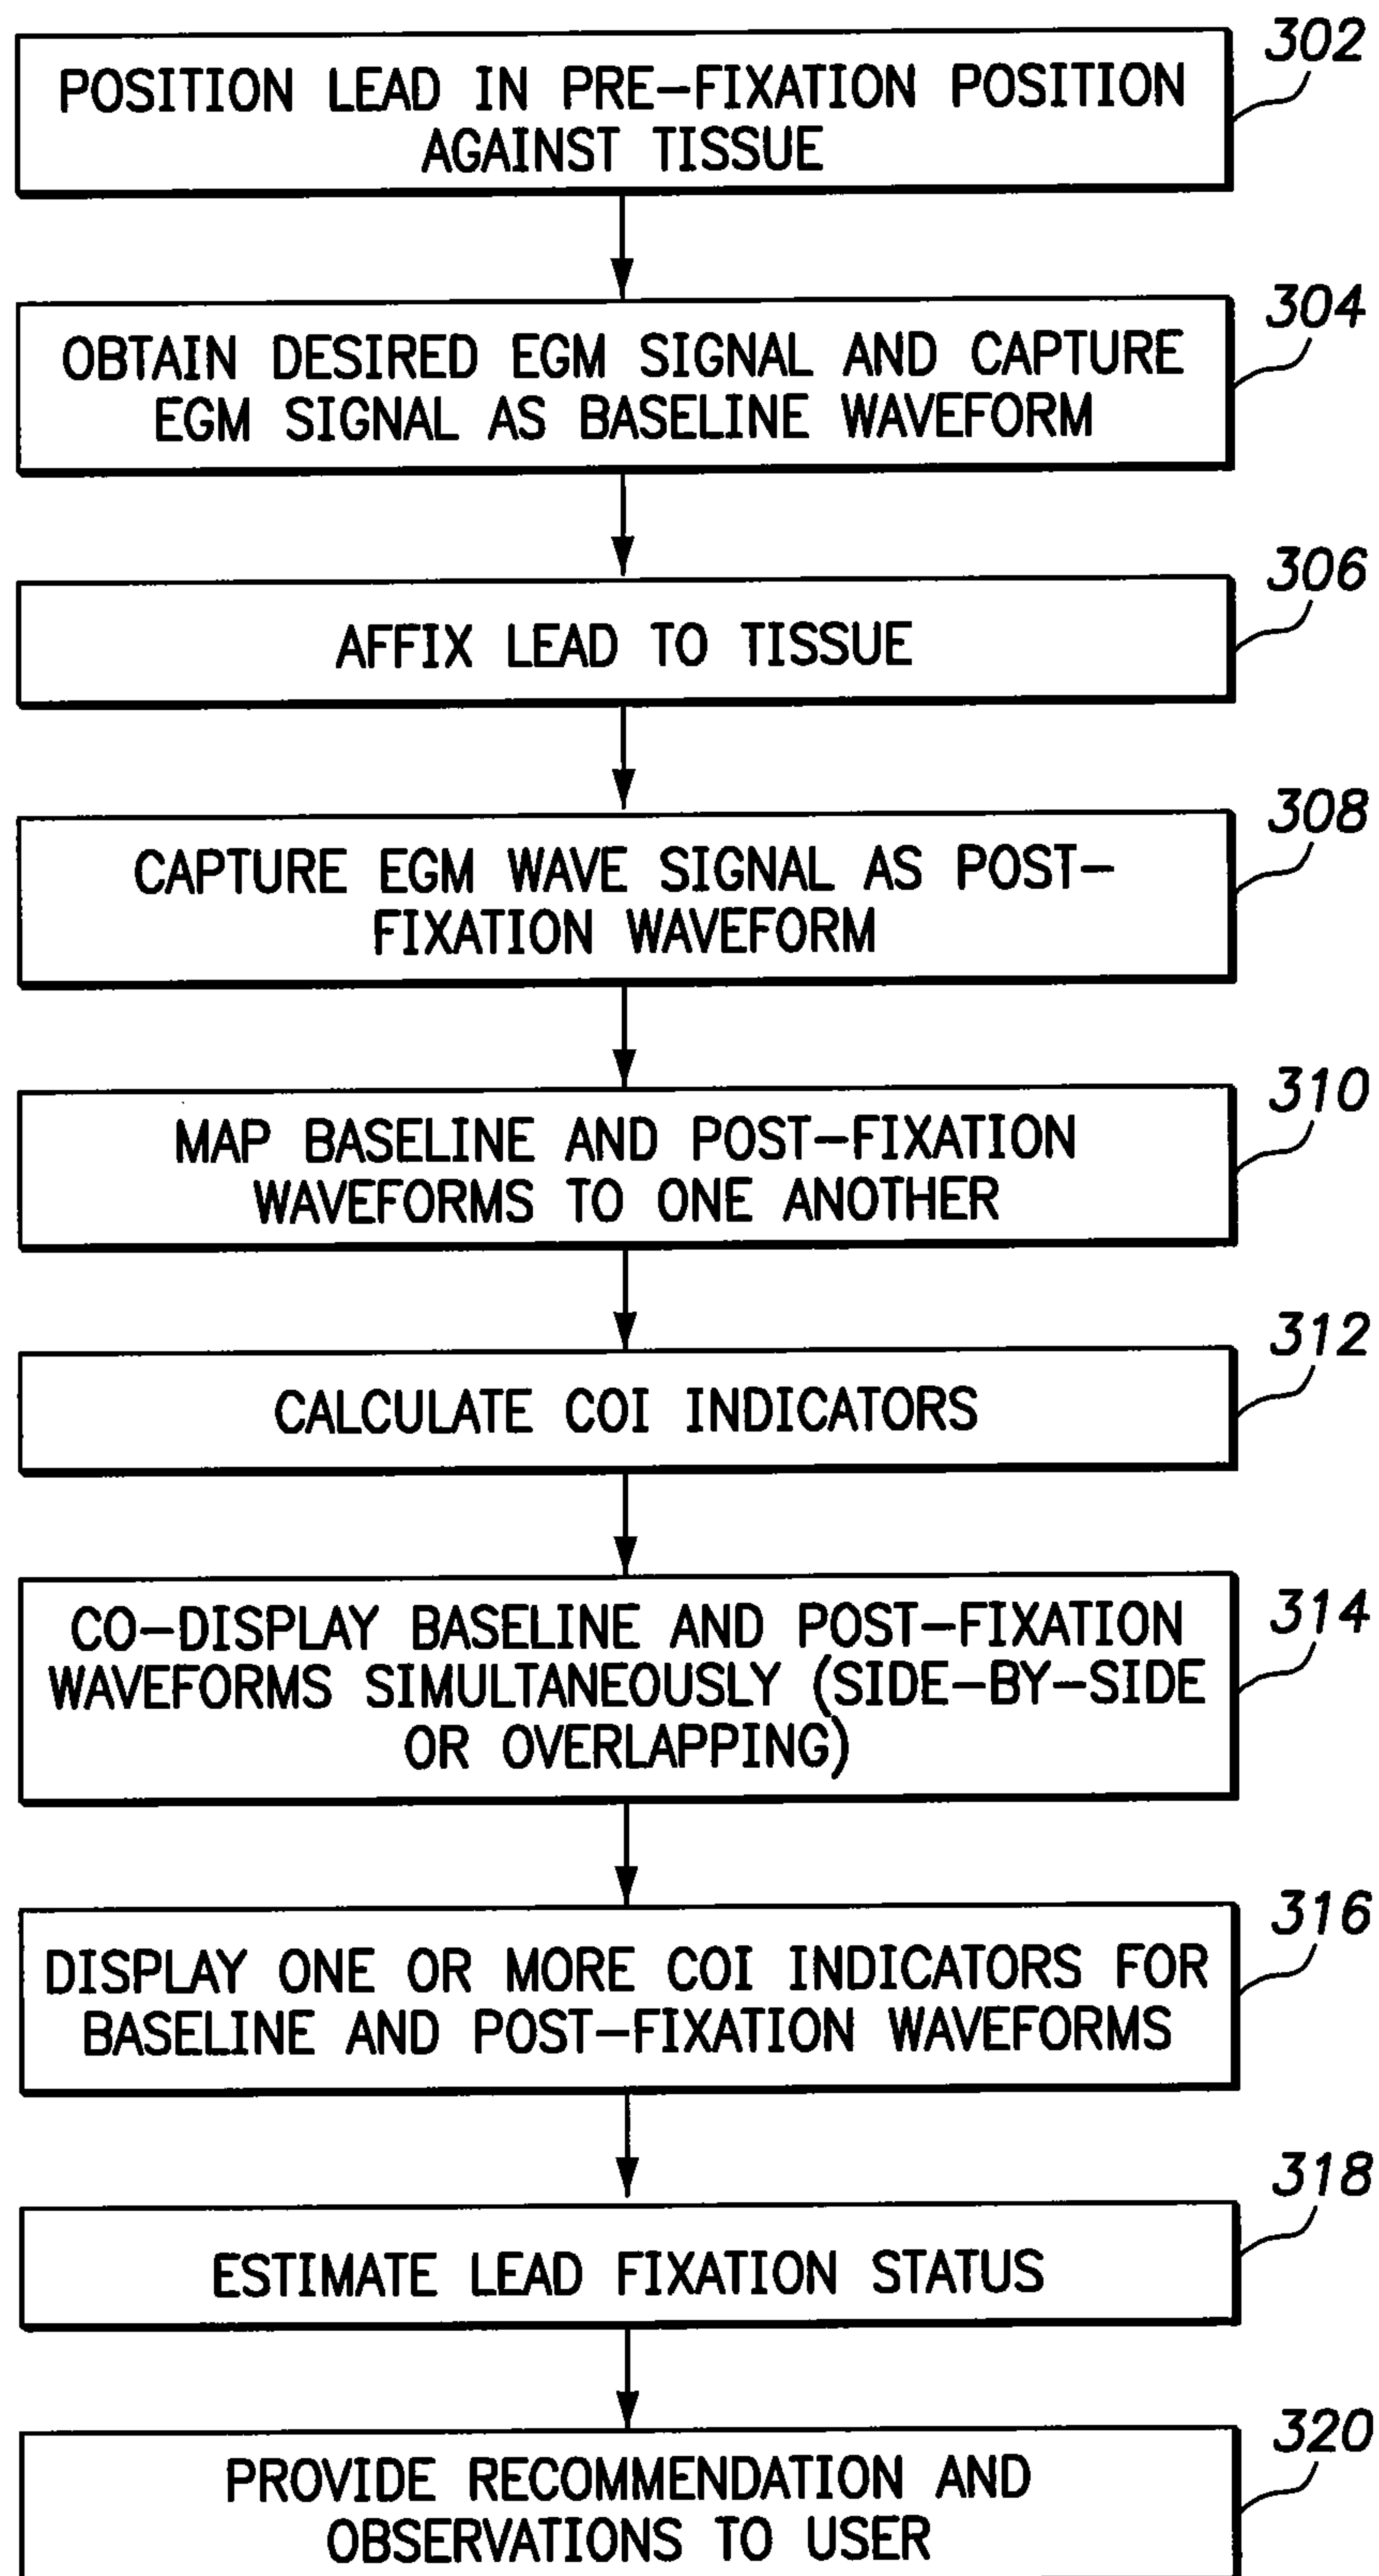 302
POSITION LEAD IN PRE-FIXATION POSITION
AGAINST TISSUE
304
OBTAIN DESIRED EGM SIGNAL AND CAPTURE
EGM SIGNAL AS BASELINE WAVEFORM
306
AFFIX LEAD TO TISSUE
308
CAPTURE EGM WAVE SIGNAL AS POST-
FIXATION WAVEFORM
310
MAP BASELINE AND POST-FIXATION
WAVEFORMS TO ONE ANOTHER
312
CALCULATE COI INDICATORS
314
CO-DISPLAY BASELINE AND POST-FIXATION
WAVEFORMS SIMULTANEOUSLY (SIDE-BY-SIDE
OR OVERLAPPING)
316
DISPLAY ONE OR MORE COI INDICATORS FOR
BASELINE AND POST-FIXATION WAVEFORMS
318
ESTIMATE LEAD FIXATION STATUS
320
PROVIDE RECOMMENDATION AND
OBSERVATIONS TO USER